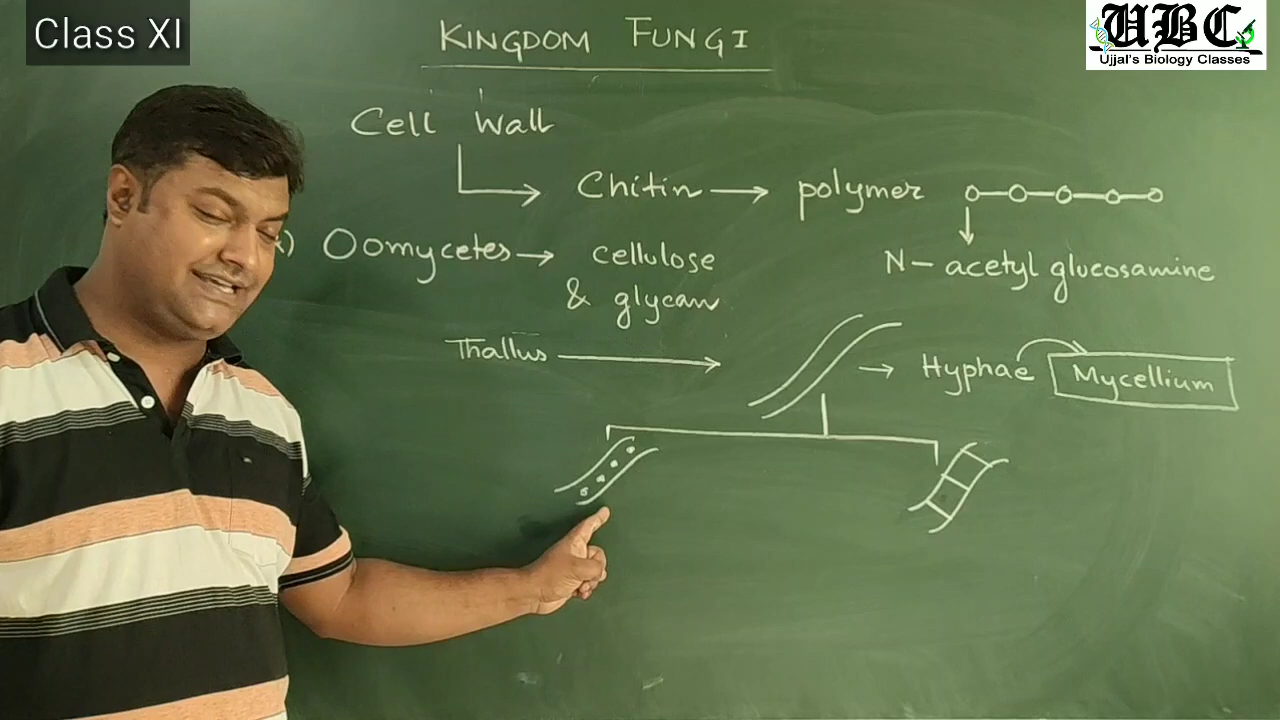 Class XI
UBC
Ujjal's Biology Classes
KINGDOM FUNGI
Cell Wall
Chitin → polymer
Oomycetes → cellulose
& glycan
N- acetyl glucosamine
Thallus → → Hyphae Mycellium